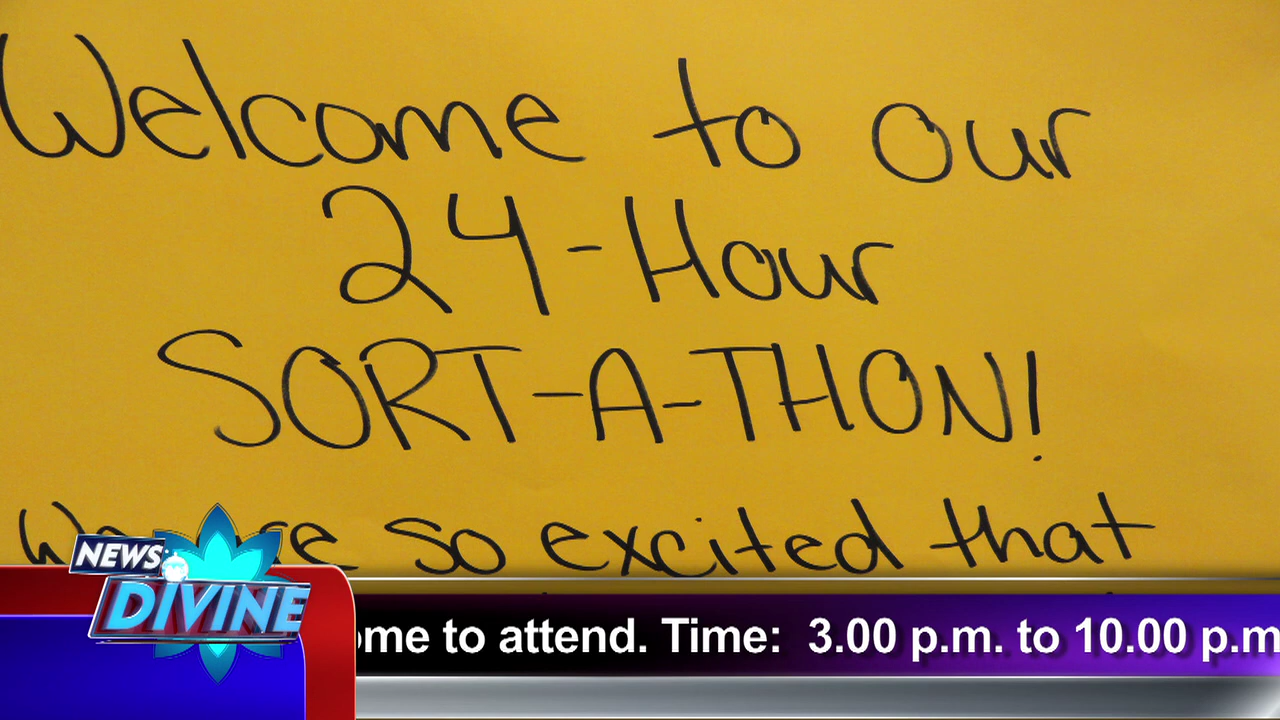 Welcome to our
24-Hour
SORT-A-THON!
so excited that
NEWS
DIVINE
to attend. Time: 3.00 p.m. to 10.00